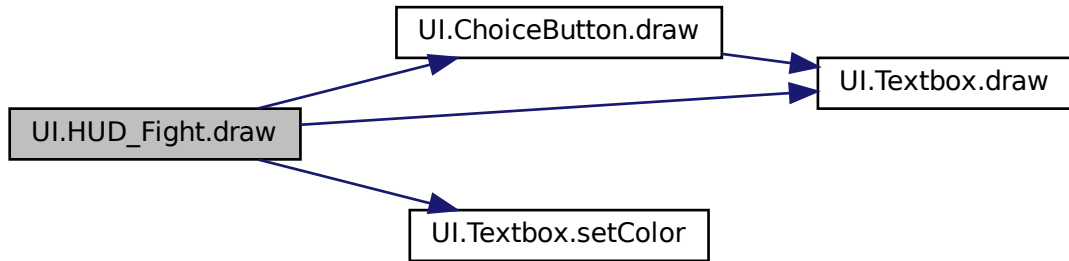 UI.ChoiceButton.draw
UI.Textbox.draw
UI.HUD_Fight.draw
UI.Textbox.setColor